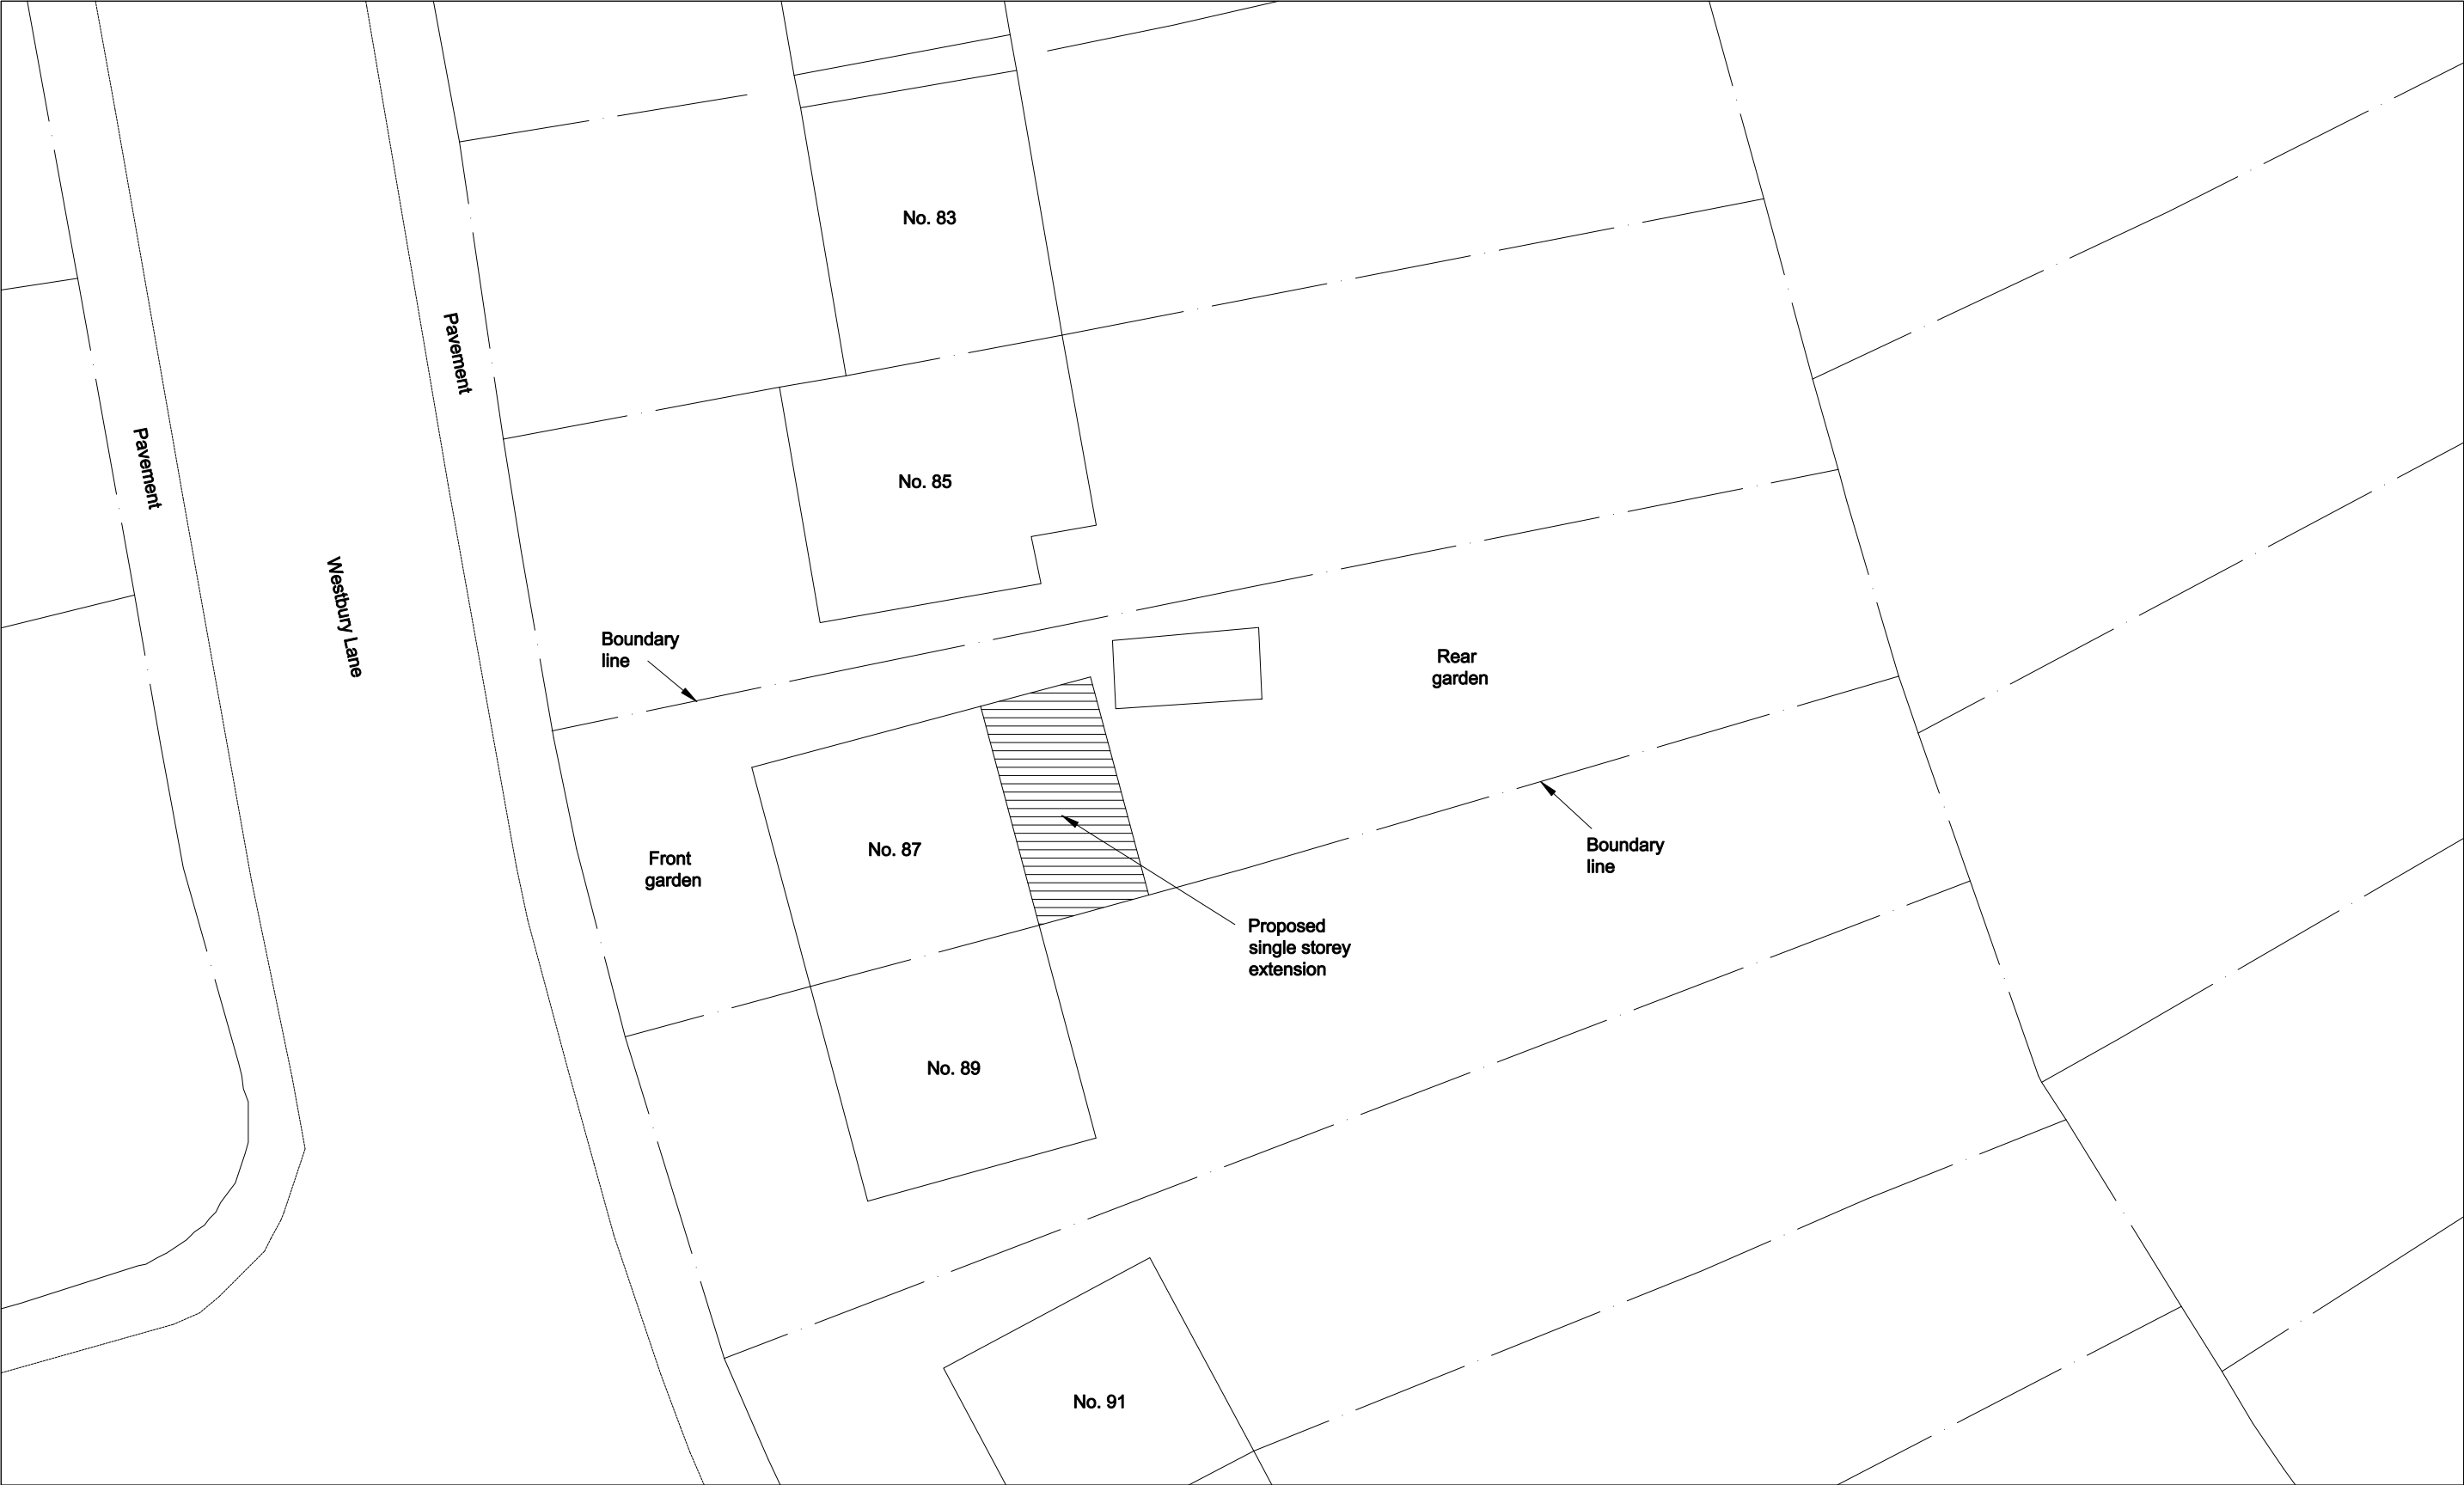 No. 83
Pavement
Pavement
No. 85
Westbury Lane
Boundary
line
Rear
garden
No. 87
Front
garden
Boundary
line
Proposed
single storey
extension
No. 89
No. 91